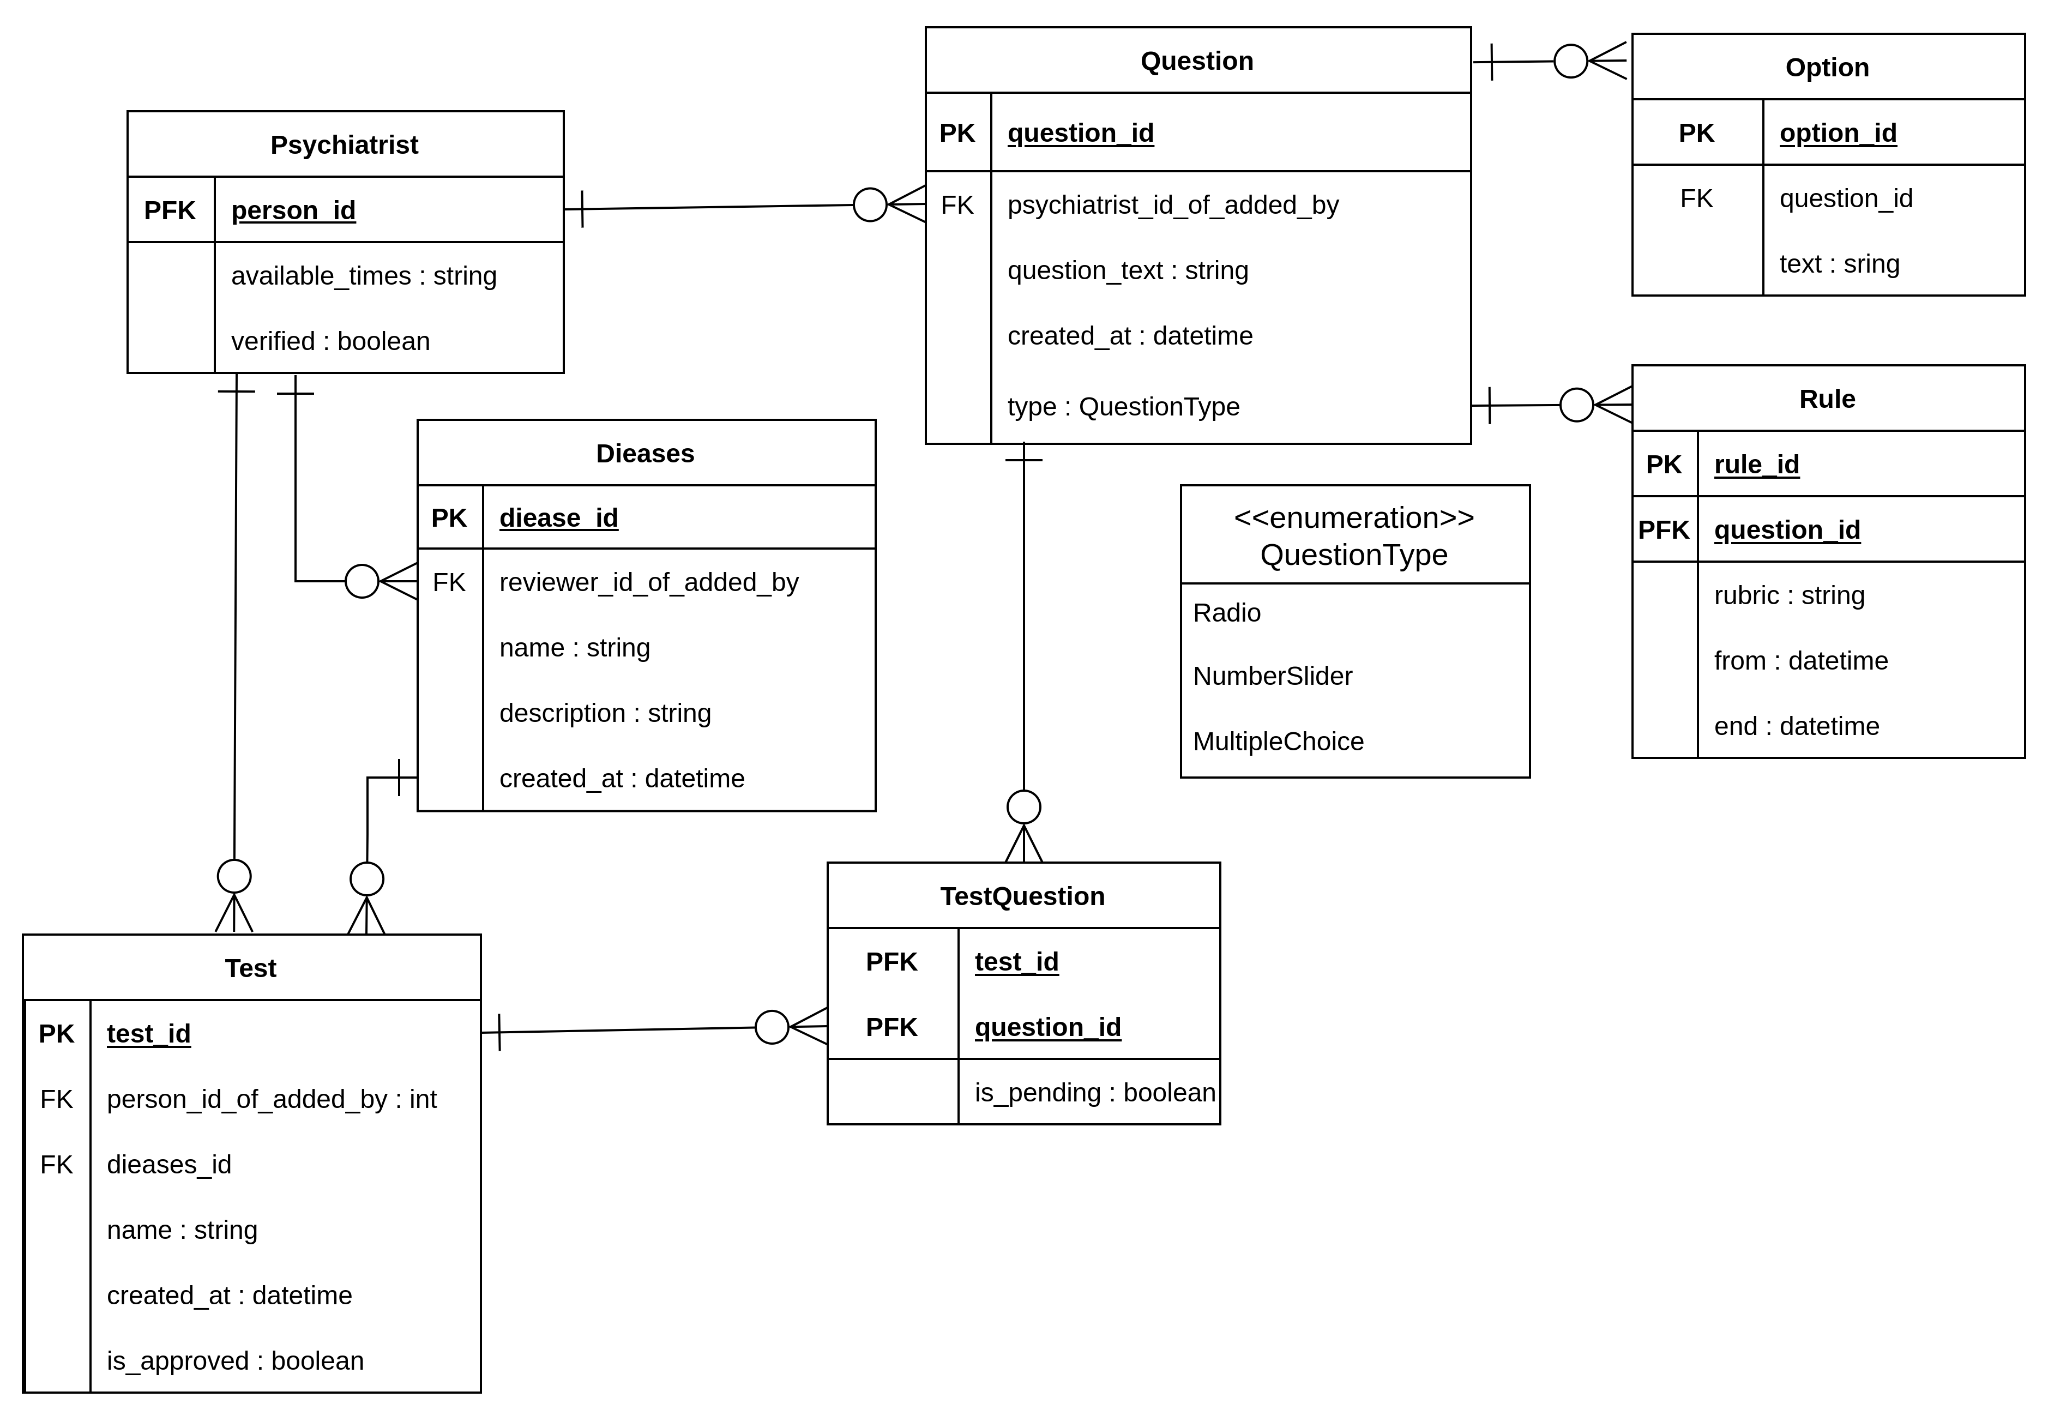 Psychiatrist
PFK person_id
available_times : string
verified : boolean
Question
PK question_id
FK psychiatrist_id_of_added_by
question_text : string
created_at : datetime
type : QuestionType
Option
PK option_id
FK question_id
text : sring
Dieases
PK diease_id
FK reviewer_id_of_added_by
name : string
description : string
created_at : datetime
<<enumeration>>
QuestionType
Radio
NumberSlider
MultipleChoice
Rule
PK rule_id
PFK question_id
rubric : string
from : datetime
end : datetime
Test
PK test_id
FK person_id_of_added_by : int
FK dieases_id
name : string
created_at : datetime
is_approved : boolean
TestQuestion
PFK test_id
PFK question_id
is_pending : boolean